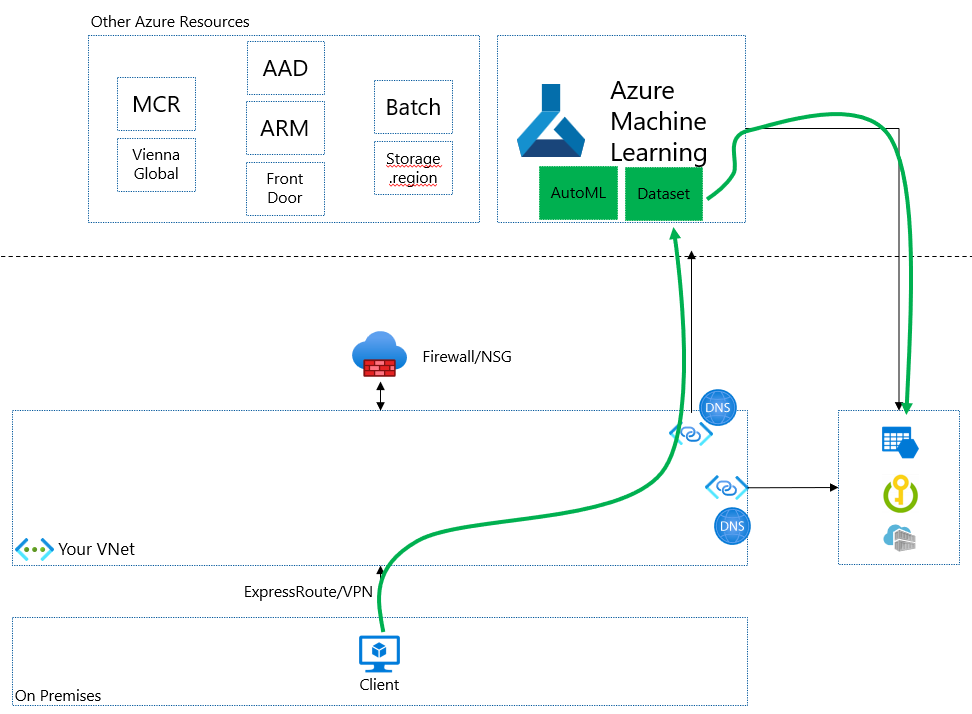 Other Azure Resources
MCR
Vienna
Global
AAD
ARM
Front
Door
Batch
Storage
.region
Azure
Machine
Learning
AutoML
Dataset
Firewall/NSG
DNS
DNS
Your VNet
ExpressRoute/VPN
Client
On Premises